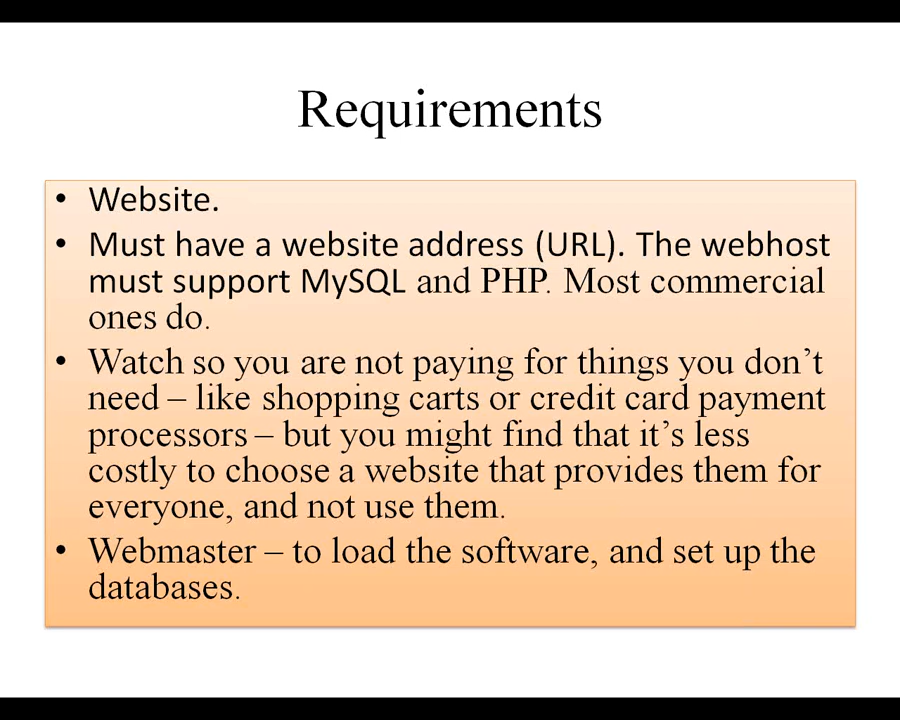 Requirements
• Website.
• Must have a website address (URL). The webhost
must support MySQL and PHP. Most commercial
ones do.
• Watch so you are not paying for things you don’t
need – like shopping carts or credit card payment
processors – but you might find that it’s less
costly to choose a website that provides them for
everyone, and not use them.
• Webmaster – to load the software, and set up the
databases.